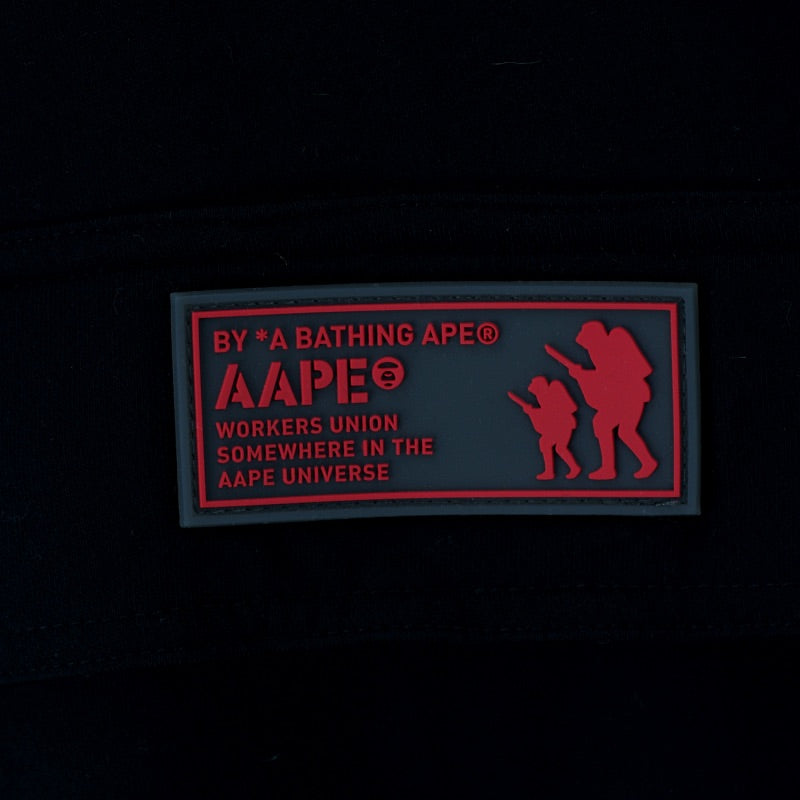 BY *A BATHING APE®
AAPE
WORKERS UNION
SOMEWHERE IN THE
AAPE UNIVERSE